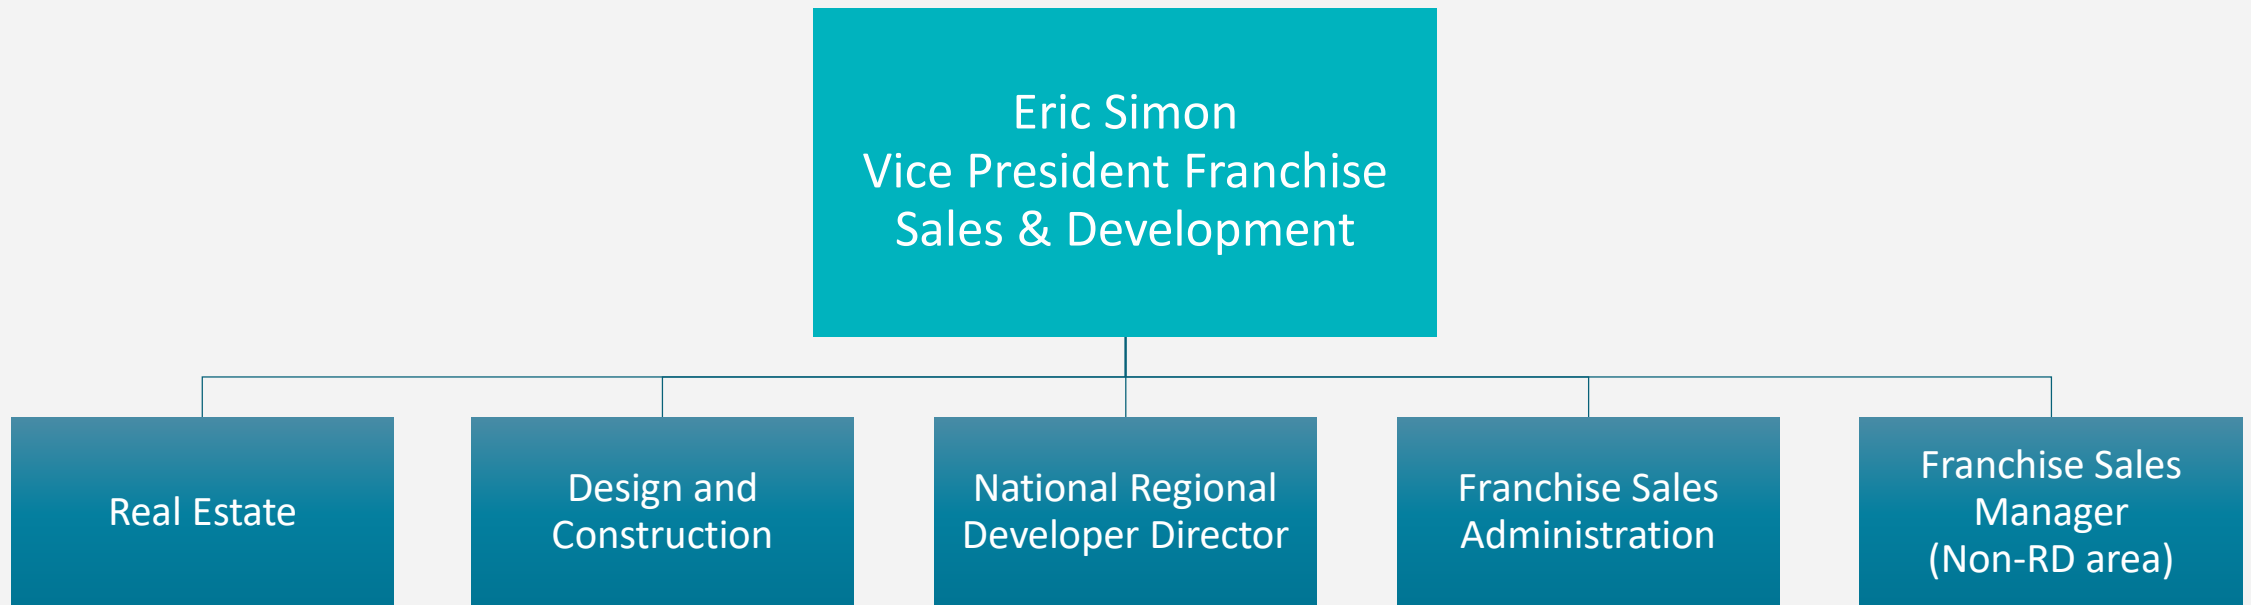 Eric Simon
Vice President Franchise
Sales & Development
Real Estate
Design and
Construction
National Regional
Developer Director
Franchise Sales
Administration
Franchise Sales
Manager
(Non-RD area)